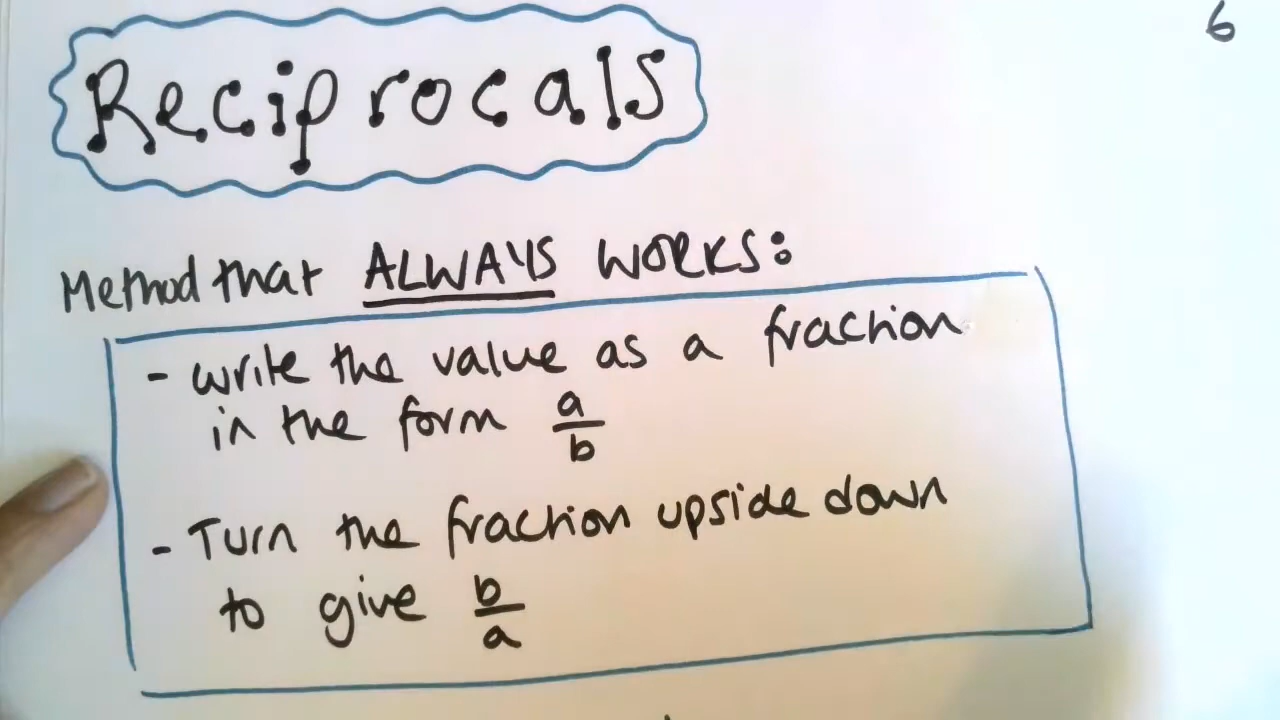 6
Reciprocals
Method that ALWAYS WORKS:
- Write the value as a fraction
in the form a/b
- Turn the fraction upside down
to give b/a